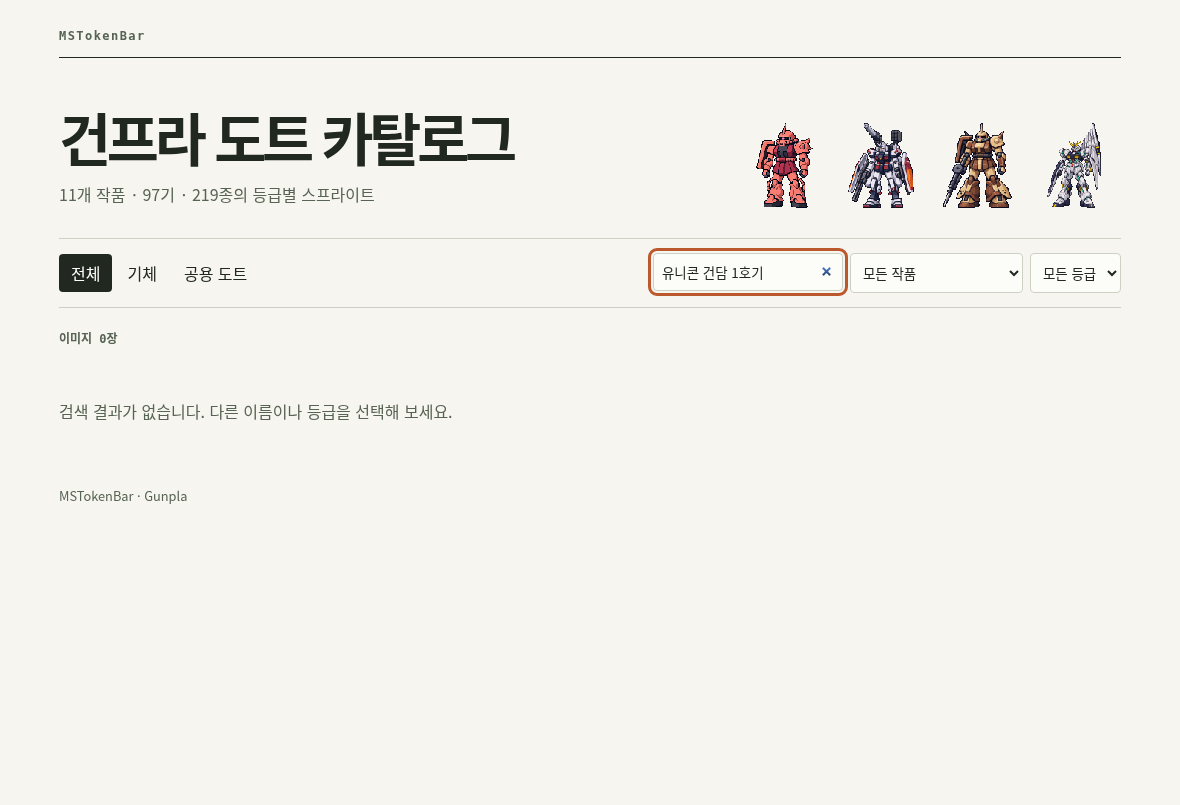 MSTokenBar
건프라 도트 카탈로그
11개 작품 · 97기 · 219종의 등급별 스프라이트
전체 기체 공용 도트 유니콘 건담 1호기 × 모든 작품 모든 등급
이미지 0장
검색 결과가 없습니다. 다른 이름이나 등급을 선택해 보세요.
MSTokenBar · Gunpla